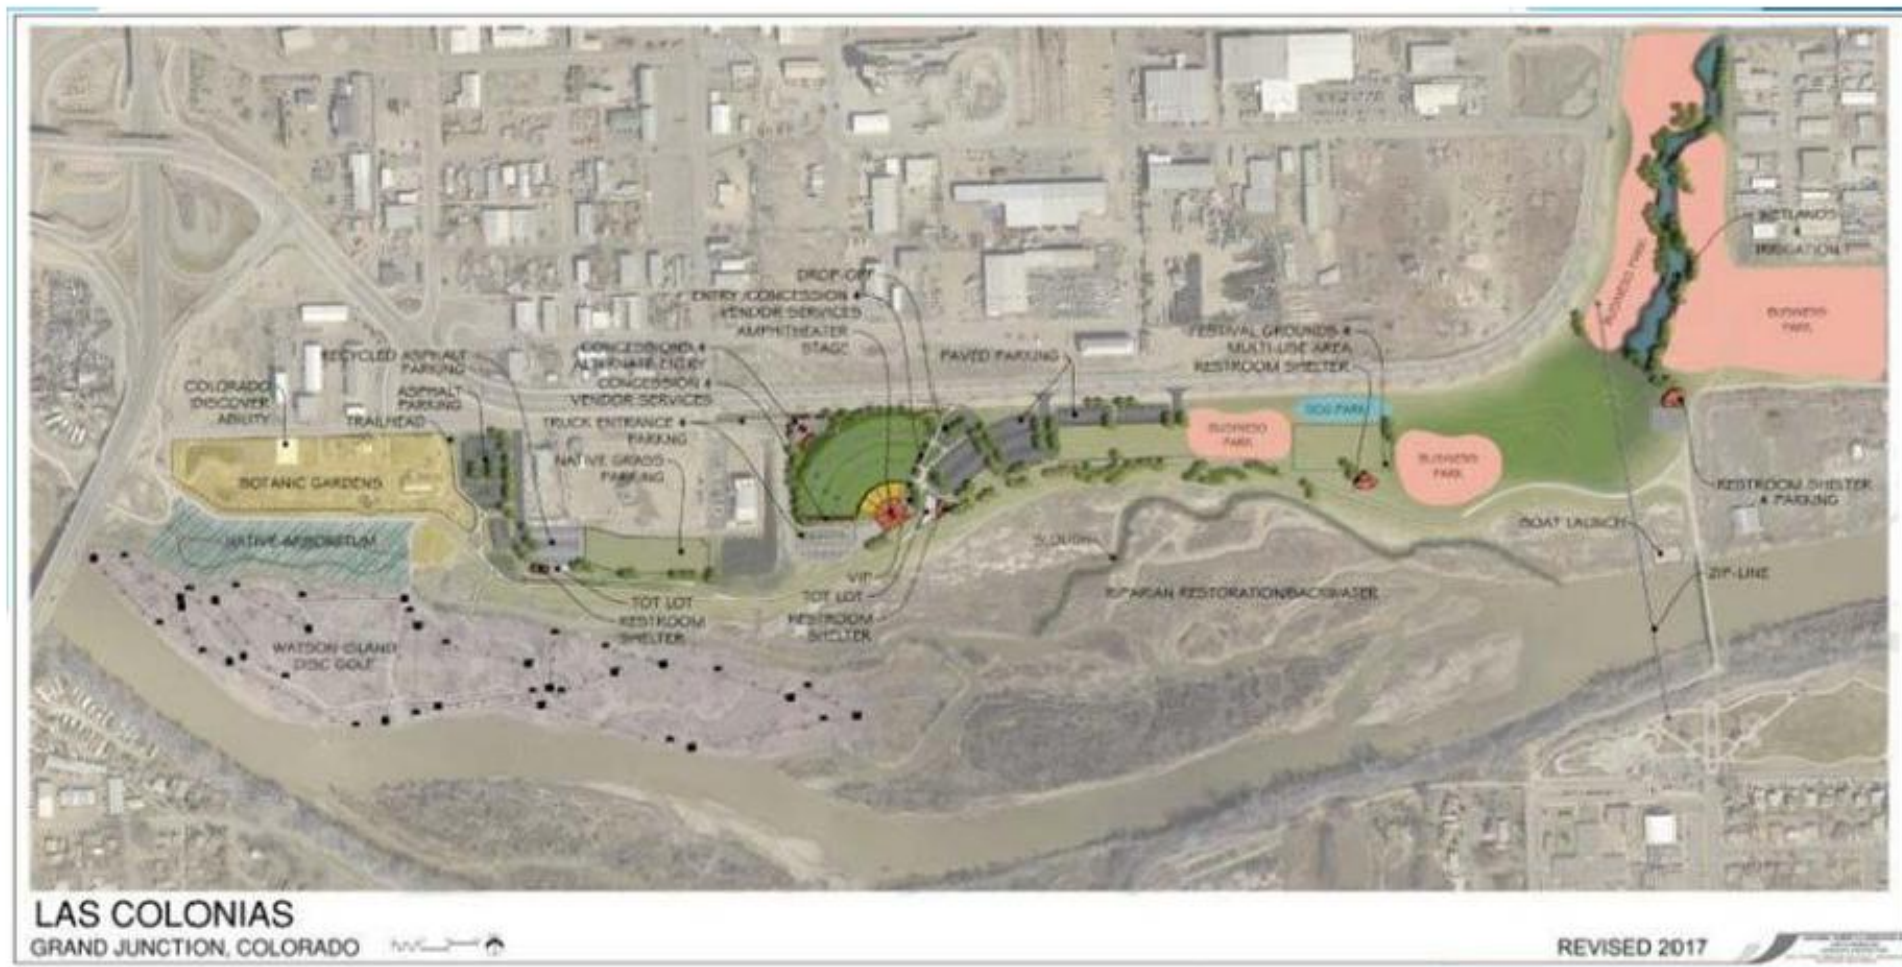 WETLANDS
&
IRRIGATION
BUSINESS PARK
BUSINESS
PARK
DROP-OFF
ENTRY/CONCESSION &
VENDOR SERVICES
AMPHITHEATER
STAGE
CONCESSION &
ALTERNATE ENTRY
CONCESSION &
VENDOR SERVICES
TRUCK ENTRANCE &
PARKNG
NATIVE GRASS
PARKING
RECYCLED ASPHALT
PARKING
ASPHALT
PARKING
TRAILHEAD
COLORADO
DISCOVER
ABILITY
BOTANIC GARDENS
NATIVE ARBORETUM
PAVED PARKING
FESTIVAL GROUNDS &
MULTI-USE AREA
RESTROOM SHELTER
DOG PARK
BUSINESS
PARK
BUSINESS
PARK
RESTROOM SHELTER
& PARKING
BOAT LAUNCH
ZIP-LINE
SLOUGH
RIPARIAN RESTORATION/BACKWATER
VIP
TOT LOT
RESTROOM
SHELTER
TOT LOT
RESTROOM
SHELTER
WATSON ISLAND
DISC GOLF
LAS COLONIAS
GRAND JUNCTION, COLORADO
REVISED 2017